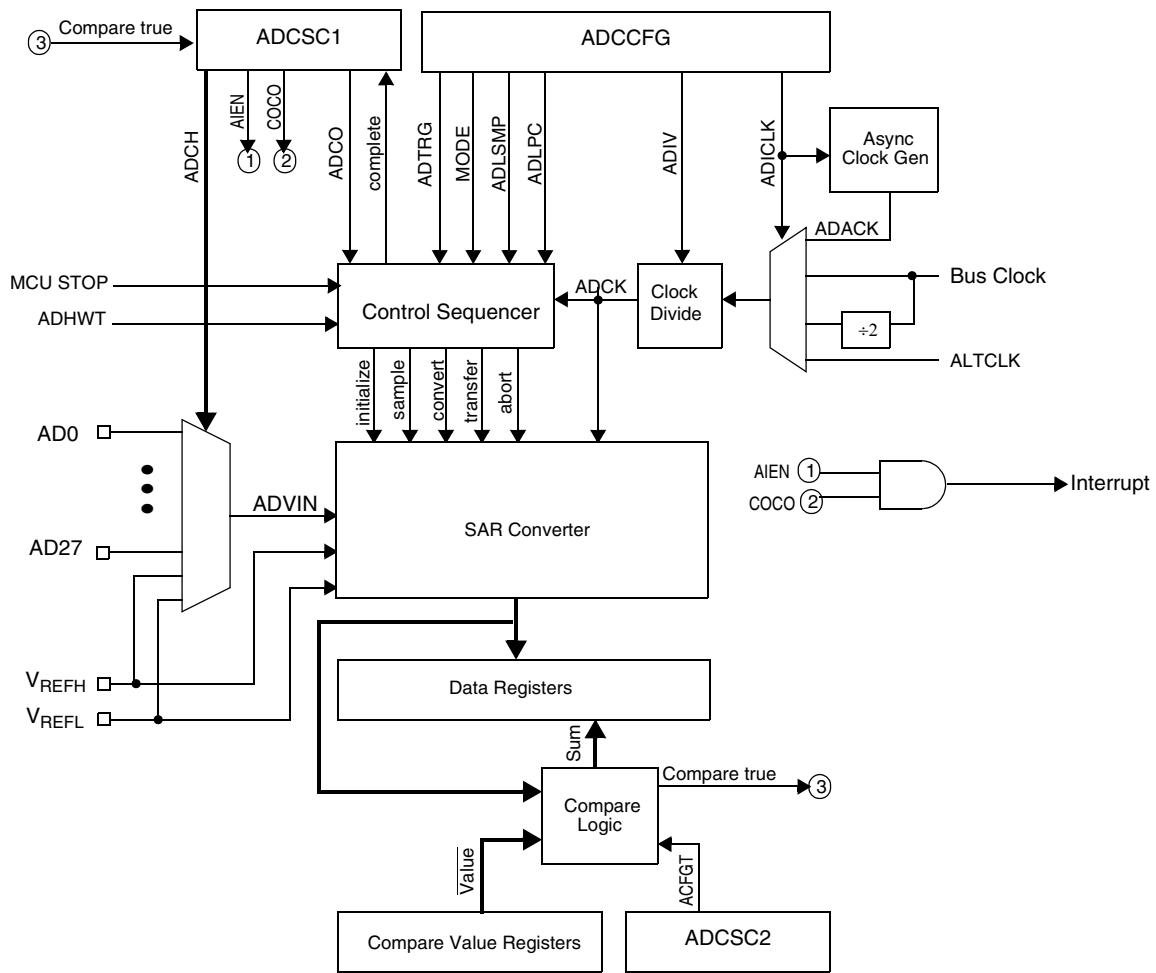 ADCSC1
ADCCFG
3
Compare true
ADCH
AIEN
COCO
1
2
ADCO
complete
ADTRG
MODE
ADLSMP
ADLPC
ADIV
ADICLK
Async
Clock Gen
ADACK
MCU STOP
ADHWT
Control Sequencer
ADCK
Clock
Divide
Bus Clock
÷2
ALTCLK
initialize
sample
convert
transfer
abort
AD0
AD27
ADVIN
SAR Converter
AIEN 1
COCO 2
Interrupt
VREFH
VREFL
Data Registers
Sum
Compare true
3
Compare
Logic
Value
ACFGT
Compare Value Registers
ADCSC2